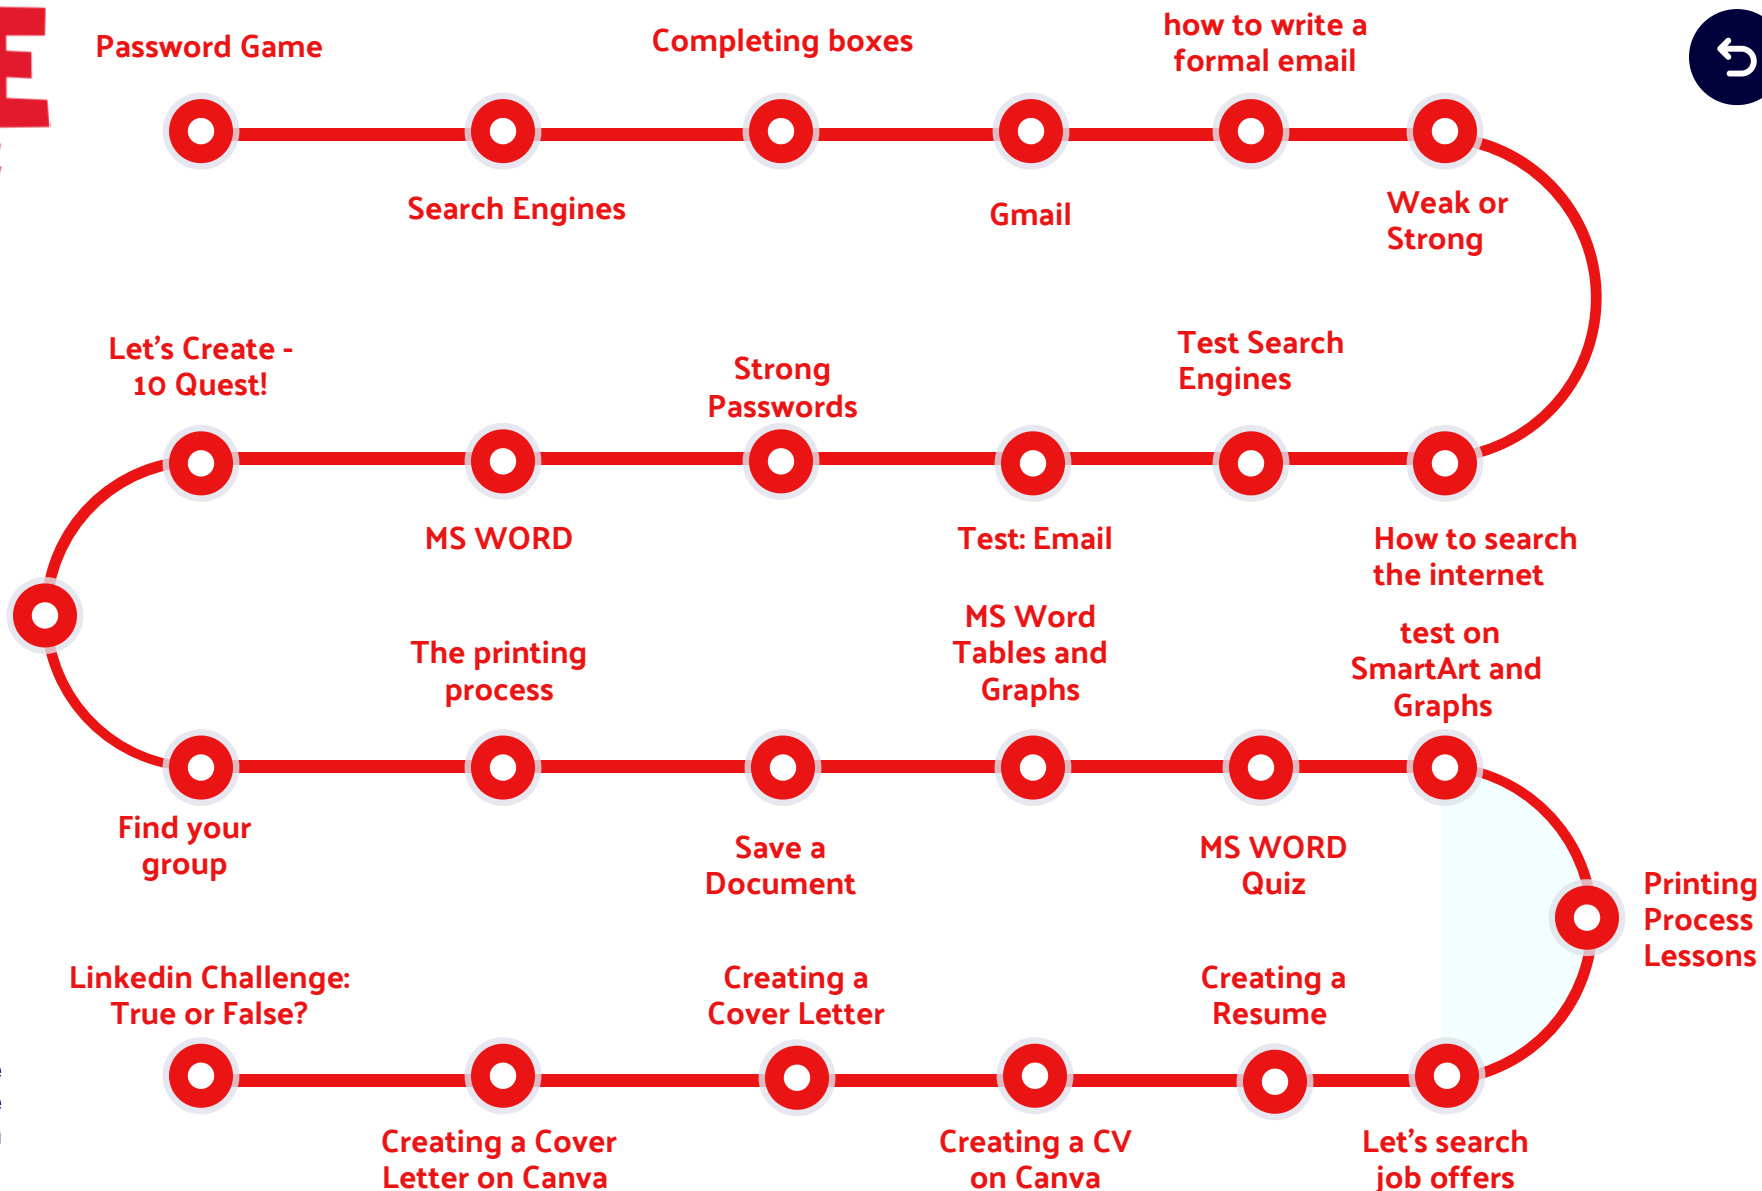 Password Game
Completing boxes
how to write a
formal email
Search Engines
Gmail
Weak or
Strong
Let's Create -
10 Quest!
Strong
Passwords
Test Search
Engines
MS WORD
Test: Email
How to search
the internet
The printing
process
MS Word
Tables and
Graphs
test on
SmartArt and
Graphs
Find your
group
Save a
Document
MS WORD
Quiz
Printing
Process
Lessons
Linkedin Challenge:
True or False?
Creating a
Cover Letter
Creating a
Resume
Creating a Cover
Letter on Canva
Creating a CV
on Canva
Let's search
job offers